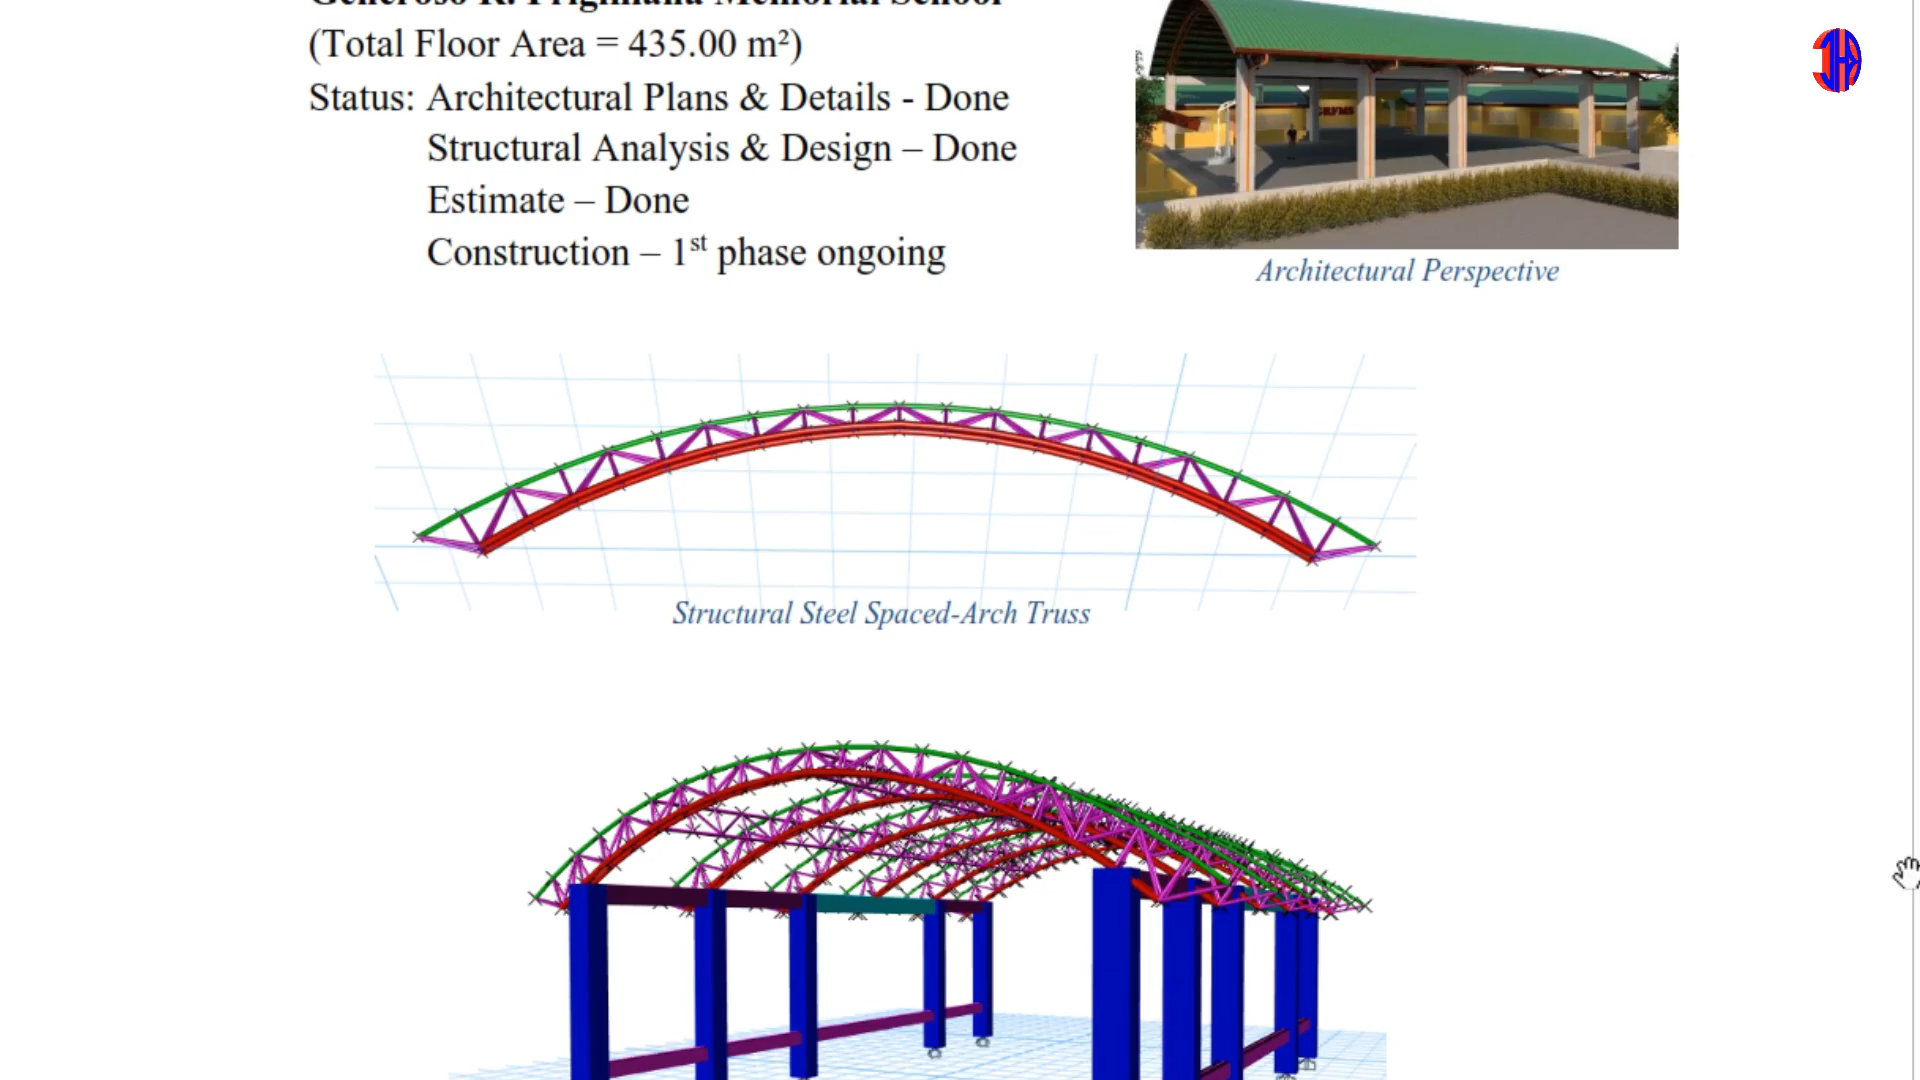 (Total Floor Area = 435.00 m²)
Status: Architectural Plans & Details - Done
Structural Analysis & Design – Done
Estimate – Done
Construction – 1st phase ongoing
Architectural Perspective
Structural Steel Spaced-Arch Truss